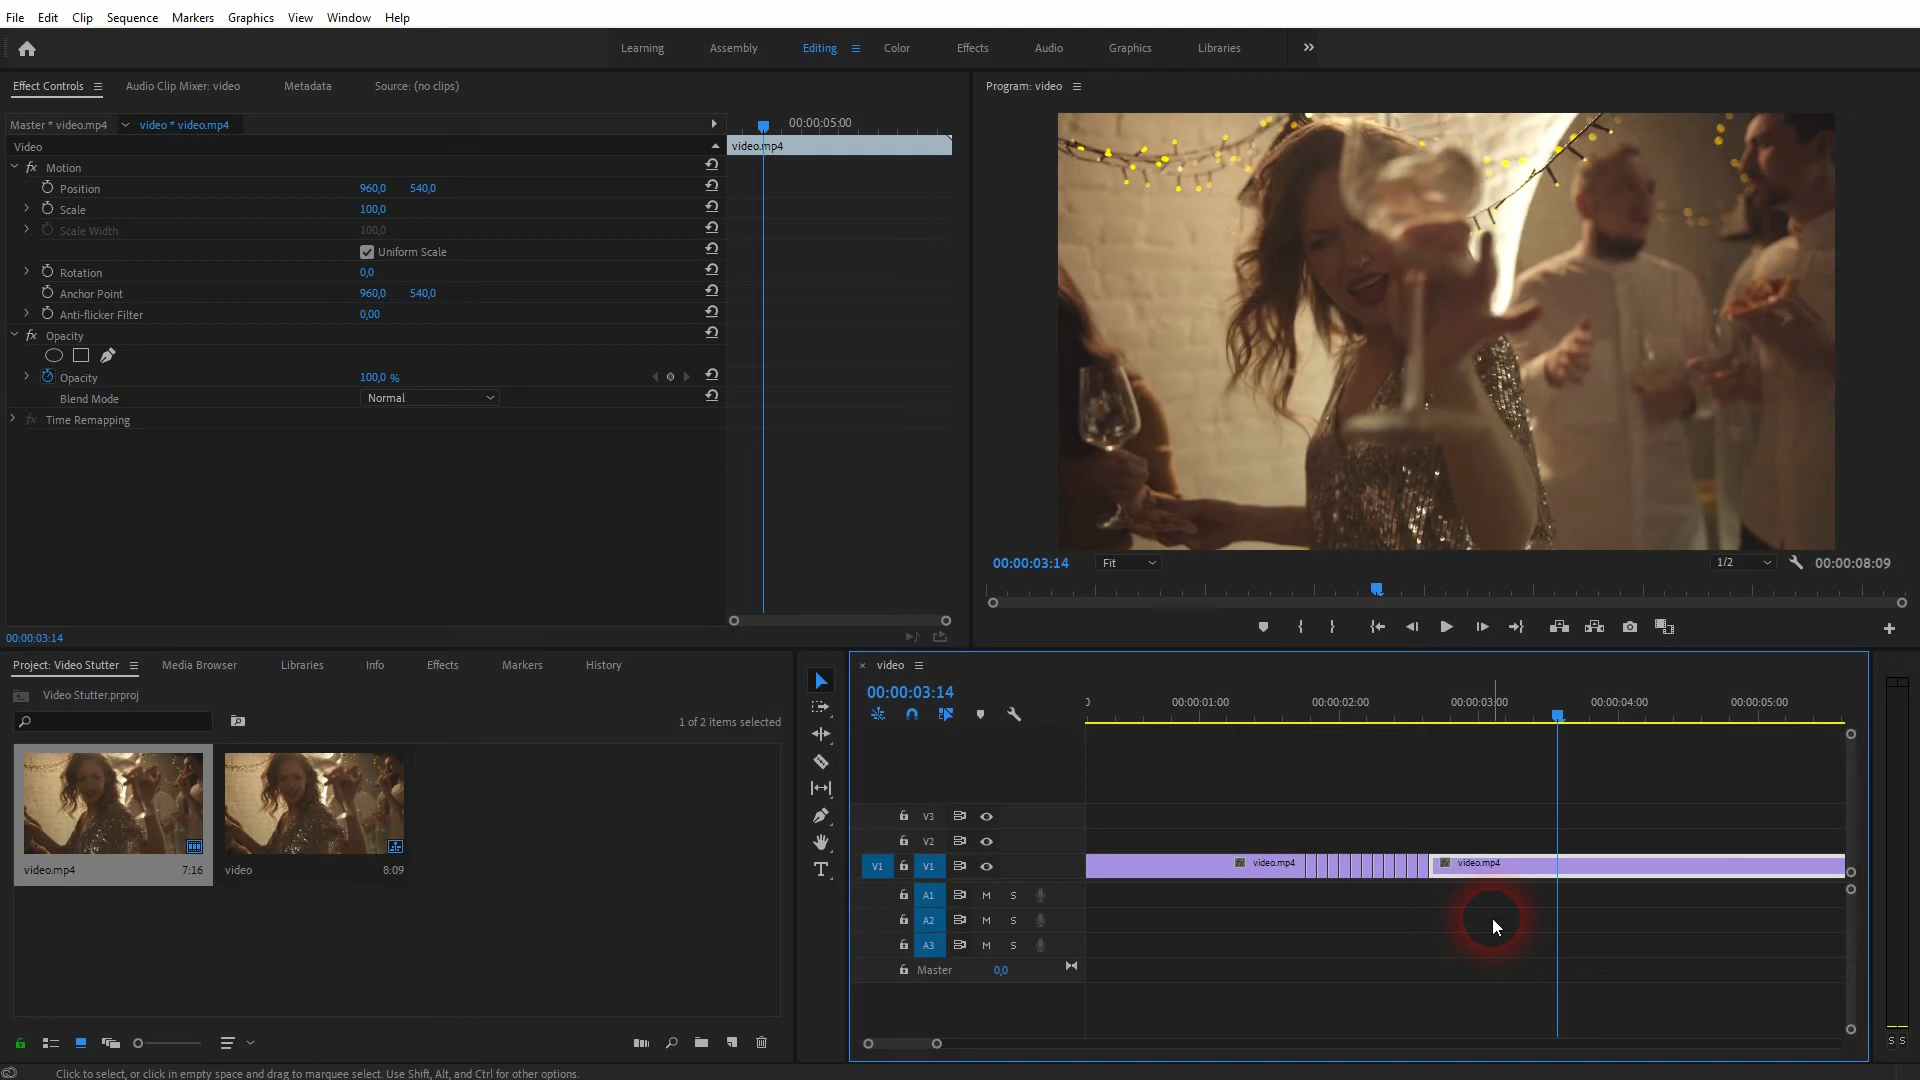 File Edit Clip Sequence Markers Graphics View Window Help
Learning Assembly Editing Color Effects Audio Graphics Libraries
Effect Controls Audio Clip Mixer: video Metadata Source: (no clips)
Program: video
Master * video.mp4 video * video.mp4 00:00:05:00
Video video.mp4
fx Motion
Position 960,0 540,0
Scale 100,0
Scale Width 100,0
Uniform Scale
Rotation 0,0
Anchor Point 960,0 540,0
Anti-flicker Filter 0,00
fx Opacity
Opacity 100,0 %
Blend Mode Normal
fx Time Remapping
00:00:03:14 Fit 1/2 00:00:08:09
00:00:03:14
Project: Video Stutter Media Browser Libraries Info Effects Markers History
Video Stutter.prproj
1 of 2 items selected
video.mp4 7:16
video 8:09
× video
00:00:03:14
00:00:01:00 00:00:02:00 00:00:03:00 00:00:04:00 00:00:05:00
V3
V2
V1 V1 fx video.mp4 fx video.mp4
A1 M S
A2 M S
A3 M S
Master 0,0
S S
Click to select, or click in empty space and drag to marquee select. Use Shift, Alt, and Ctrl for other options.